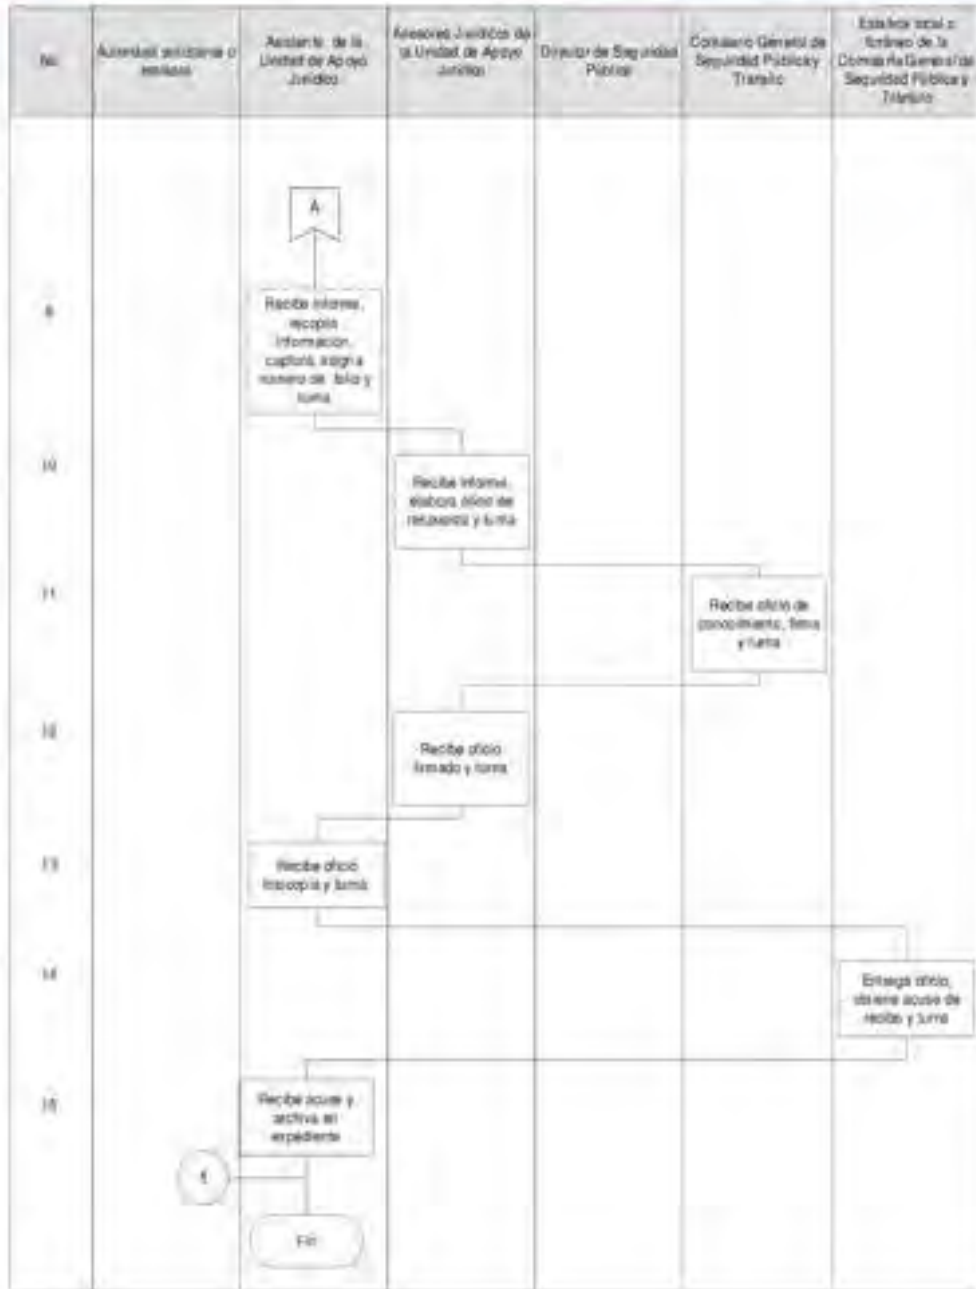 No.
Autoridad solicitante o
Asistente de la
Unidad de Apoyo
Jurídico
Asesores Jurídicos de
la Unidad de Apoyo
Jurídico
Director de Seguridad
Pública
Comisario General de
Seguridad Pública y
Tránsito
Estafeta local o
foráneo de la
Comisaría General de
Seguridad Pública y
Tránsito
A
9
Recibe informe,
recopila
información,
captura, asigna
número de folio y
turna
10
Recibe informe,
elabora oficio de
respuesta y turna
11
Recibe oficio de
conocimiento, firma
y turna
12
Recibe oficio
firmado y turna
13
Recibe oficio
fotocopia y turna
14
Entrega oficio,
obtiene acuse de
recibo y turna
15
Recibe acuse y
archiva en
expediente
Fin